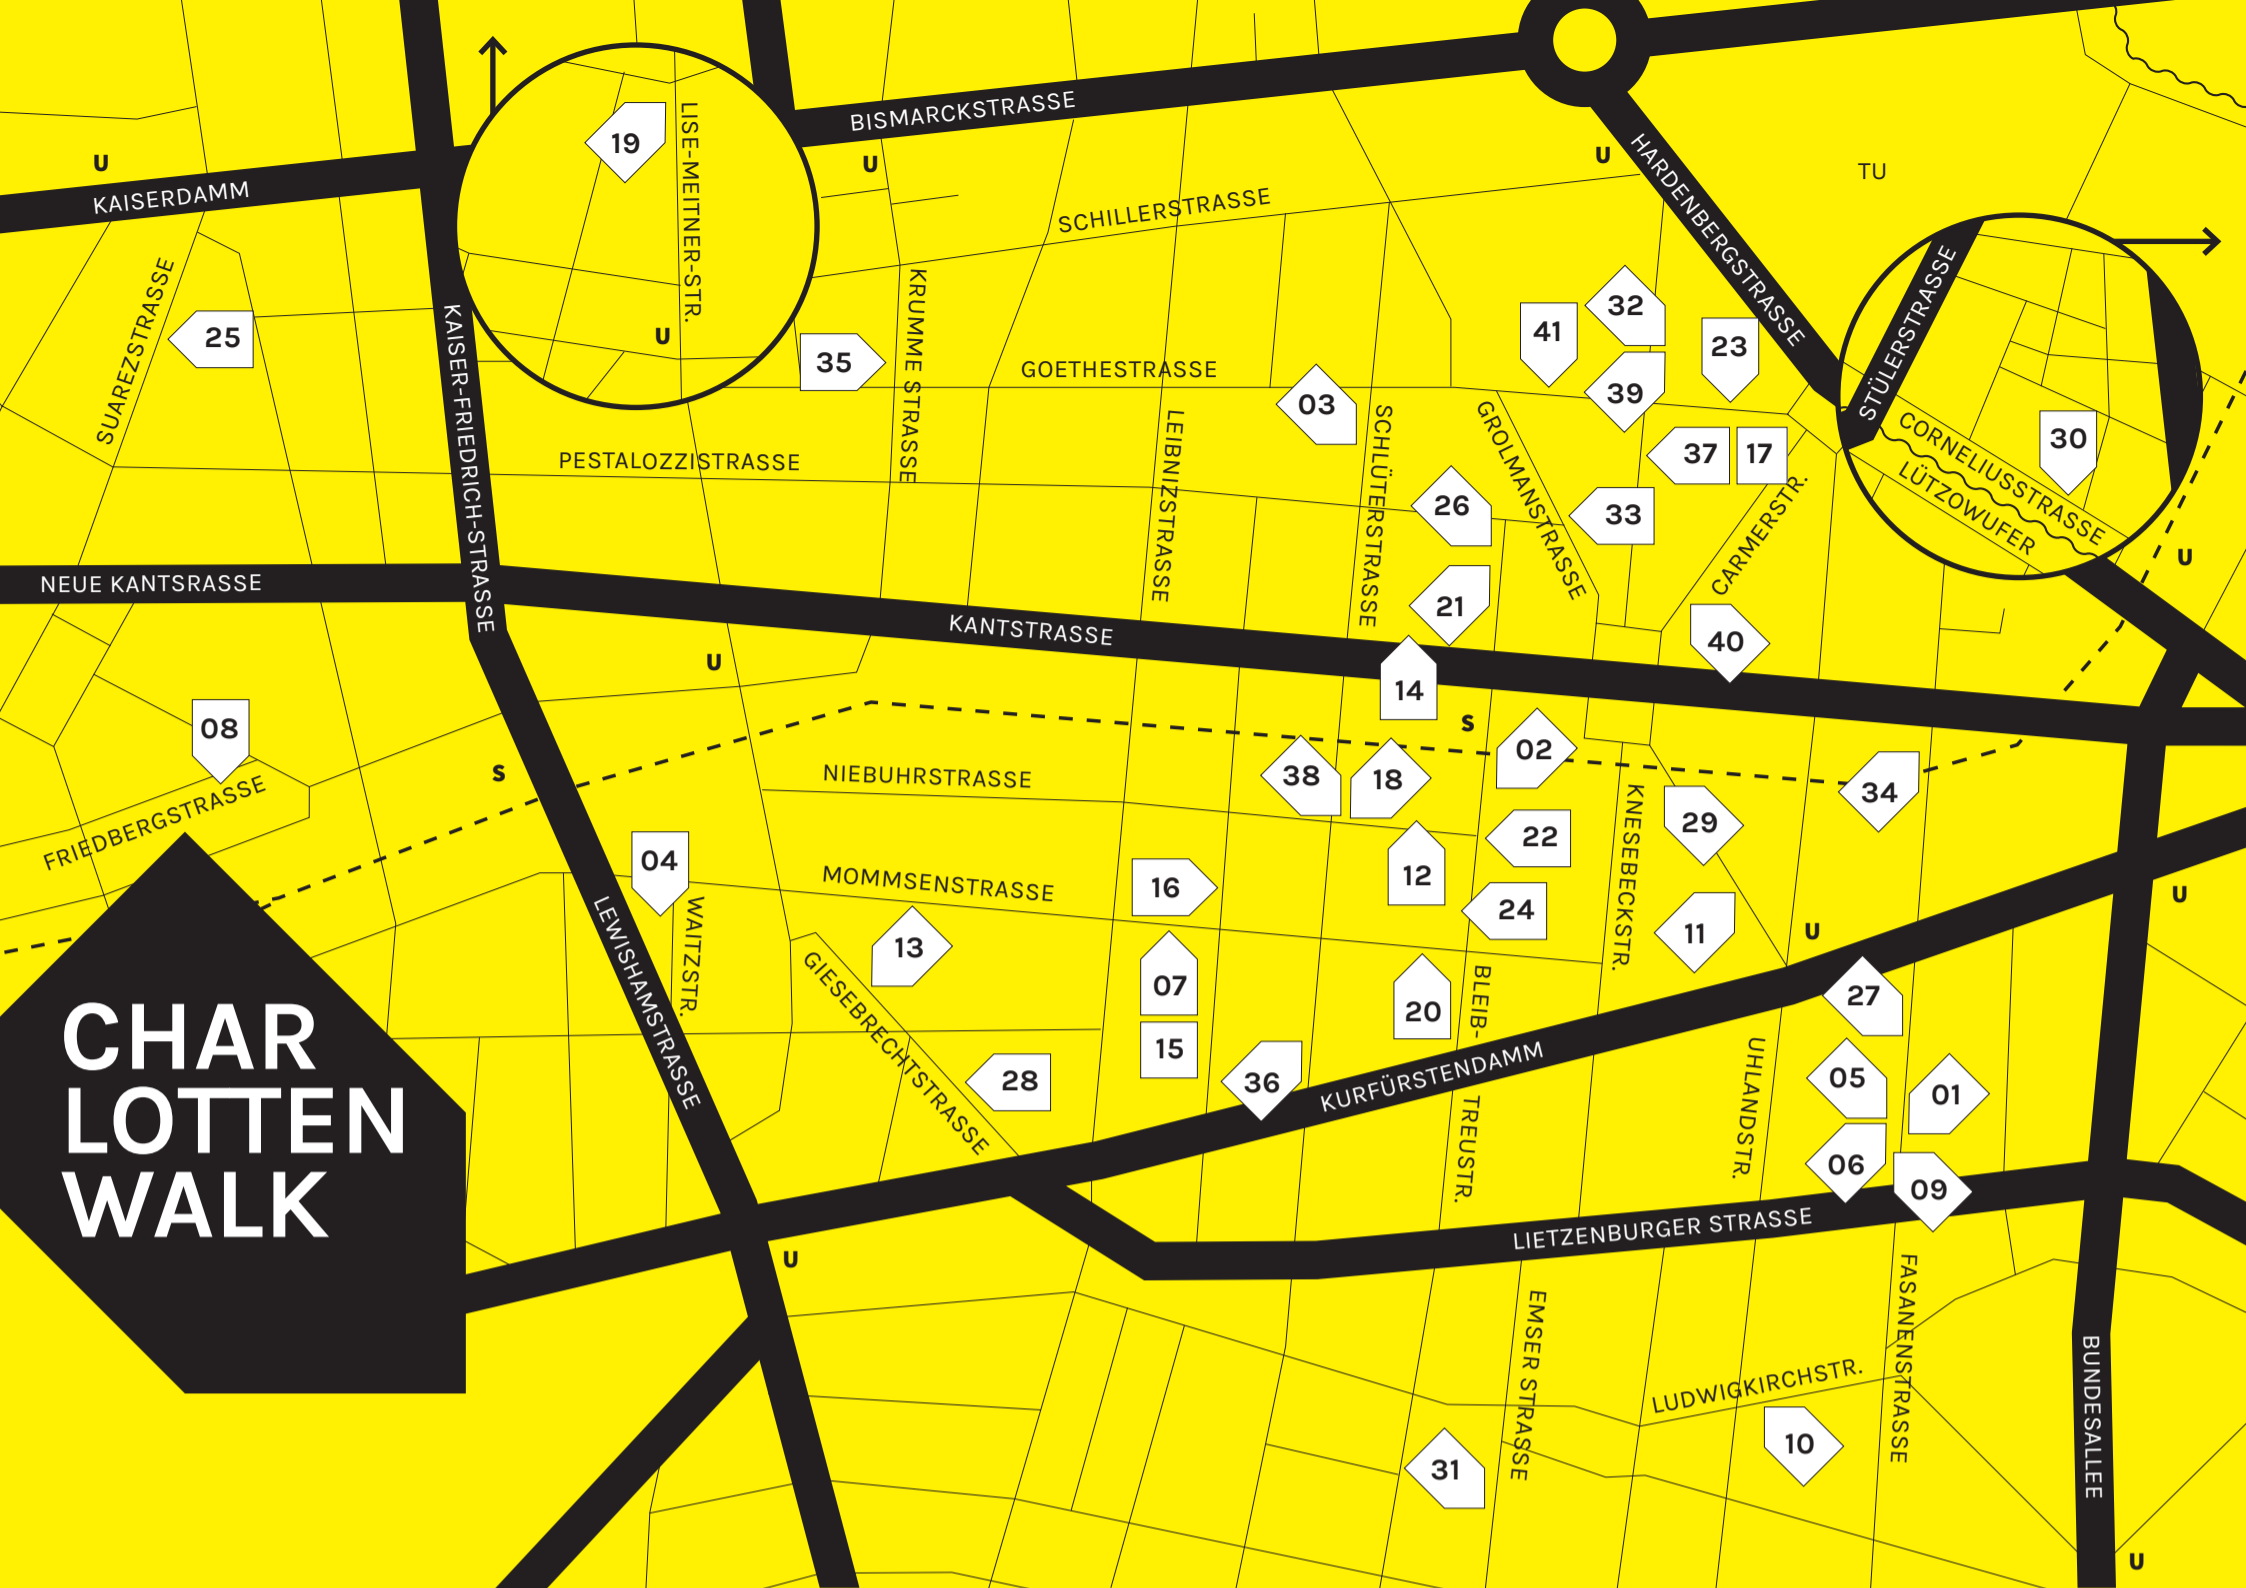 BISMARCKSTRASSE
19
LISE-MEITNER-STR.
U
U
U
U
HARDENBERGSTRASSE
TU
KAISERDAMM
SCHILLERSTRASSE
SUAREZSTRASSE
25
KAISER-FRIEDRICH-STRASSE
35
KRUMME STRASSE
GOETHESTRASSE
03
41
32
39
23
STÜLERSTRASSE
CORNELIUSSTRASSE
LÜTZOWUFER
30
U
PESTALOZZISTRASSE
LEIBNIZSTRASSE
SCHLÜTERSTRASSE
GROLMANSTRASSE
26
37
17
33
CARMERSTR.
21
40
NEUE KANTSRASSE
KANTSTRASSE
U
14
S
08
S
FRIEDBERGSTRASSE
NIEBUHRSTRASSE
38
18
02
34
KNESEBECKSTR.
29
22
12
04
MOMMSENSTRASSE
16
24
11
U
U
LEWISHAMSTRASSE
WAITZSTR.
13
GIESEBRECHTSTRASSE
07
20
BLEIB-
TREUSTR.
27
15
28
36
KURFÜRSTENDAMM
UHLANDSTR.
05
01
06
09
CHAR
LOTTEN
WALK
U
LIETZENBURGER STRASSE
EMSER STRASSE
FASANENSTRASSE
LUDWIGKIRCHSTR.
BUNDESALLEE
31
10
U